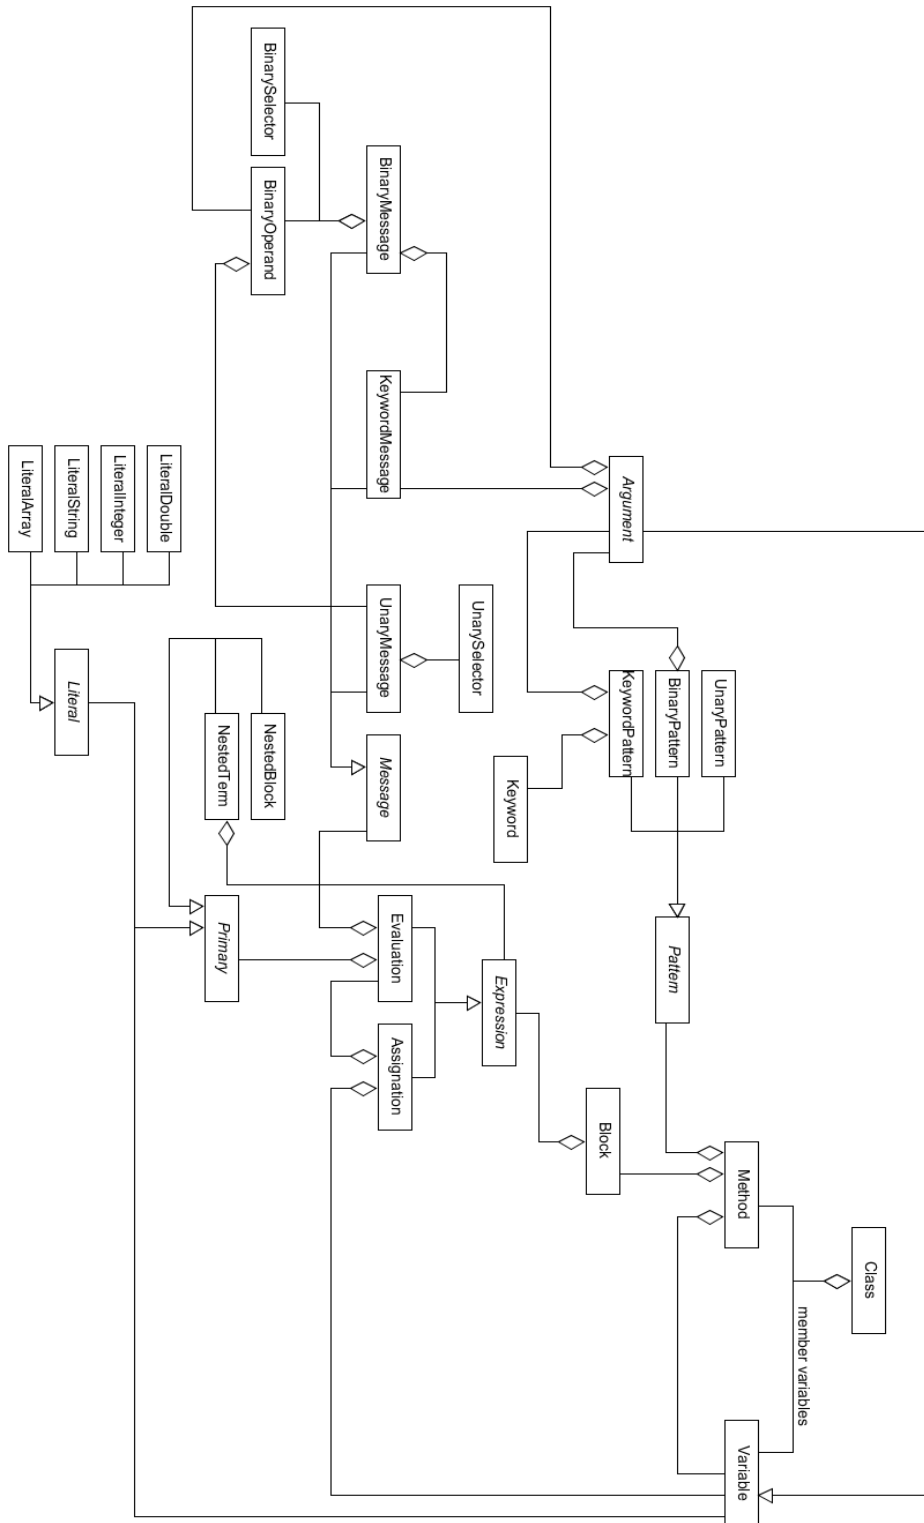 Class
member variables
Method
Variable
Pattern
Block
UnaryPattern
BinaryPattern
KeywordPattern
Argument
Keyword
Expression
UnarySelector
Evaluation
Assignation
BinaryMessage
KeywordMessage
UnaryMessage
Message
BinarySelector
BinaryOperand
NestedBlock
NestedTerm
Primary
LiteralDouble
LiteralInteger
LiteralString
LiteralArray
Literal